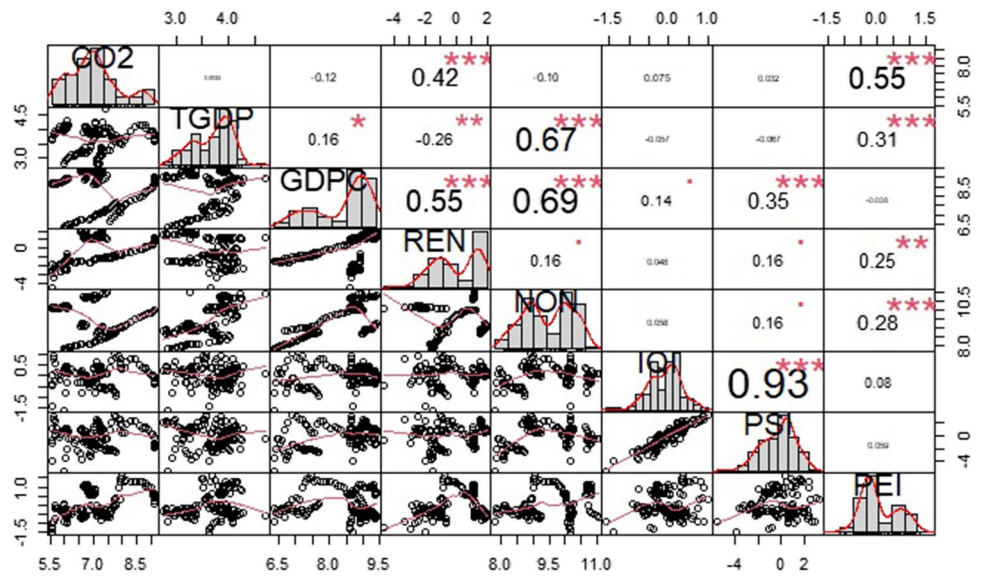 3.0 4.0 -4 -2 0 2 -1.5 0.0 1.0 -1.5 0.0 1.5
CO2 -0.12 0.42 *** -0.10 0.075 0.032 0.55 *** 5.5 8.0
3.0 4.5 TGDP 0.16 * -0.26 ** 0.67 *** -0.057 -0.067 0.31 ***
GDPC 0.55 *** 0.69 *** 0.14 . 0.35 *** 6.5 8.5
-4 0 REN 0.16 . 0.048 0.16 . 0.25 **
NON 0.058 0.16 . 0.28 *** 8.0 10.5
-1.5 0.5 0.93 *** 0.08
PS 0.059 -4 0
-1.5 1.0
5.5 7.0 8.5 6.5 8.0 9.5 8.0 9.5 11.0 -4 0 2